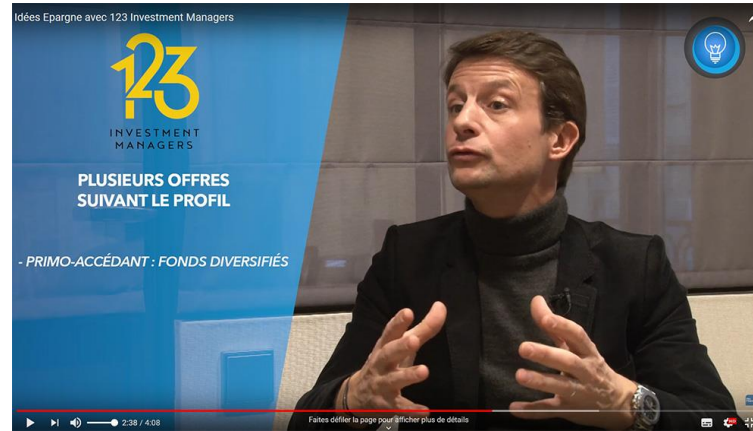 Idées Epargne avec 123 Investment Managers
123
INVESTMENT
MANAGERS
PLUSIEURS OFFRES
SUIVANT LE PROFIL
- PRIMO-ACCÉDANT : FONDS DIVERSIFIÉS
2:38 / 4:08
Faites défiler la page pour afficher plus de détails